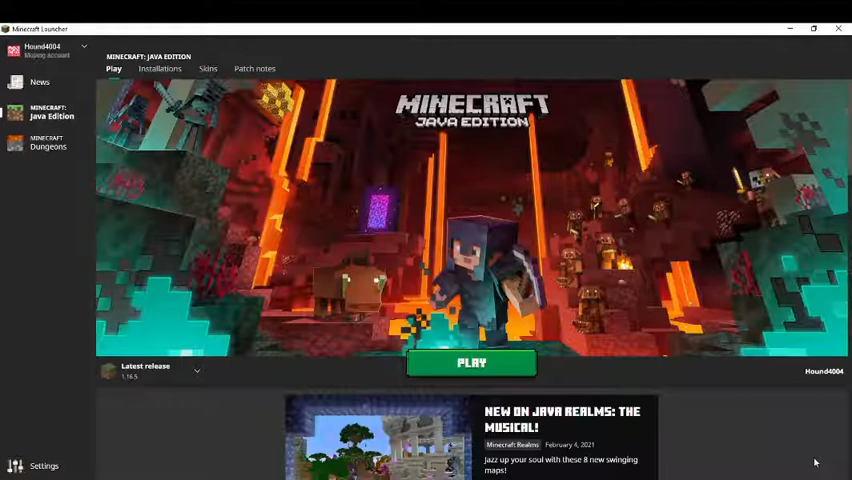 Minecraft Launcher
Hound4004
Mojang account
News
MINECRAFT:
Java Edition
MINECRAFT
Dungeons
Settings
MINECRAFT: JAVA EDITION
Play Installations Skins Patch notes
MINECRAFT
JAVA EDITION
Latest release
1.16.5
PLAY
Hound4004
NEW ON JAVA REALMS: THE
MUSICAL!
Minecraft Realms February 4, 2021
Jazz up your soul with these 8 new swinging
maps!